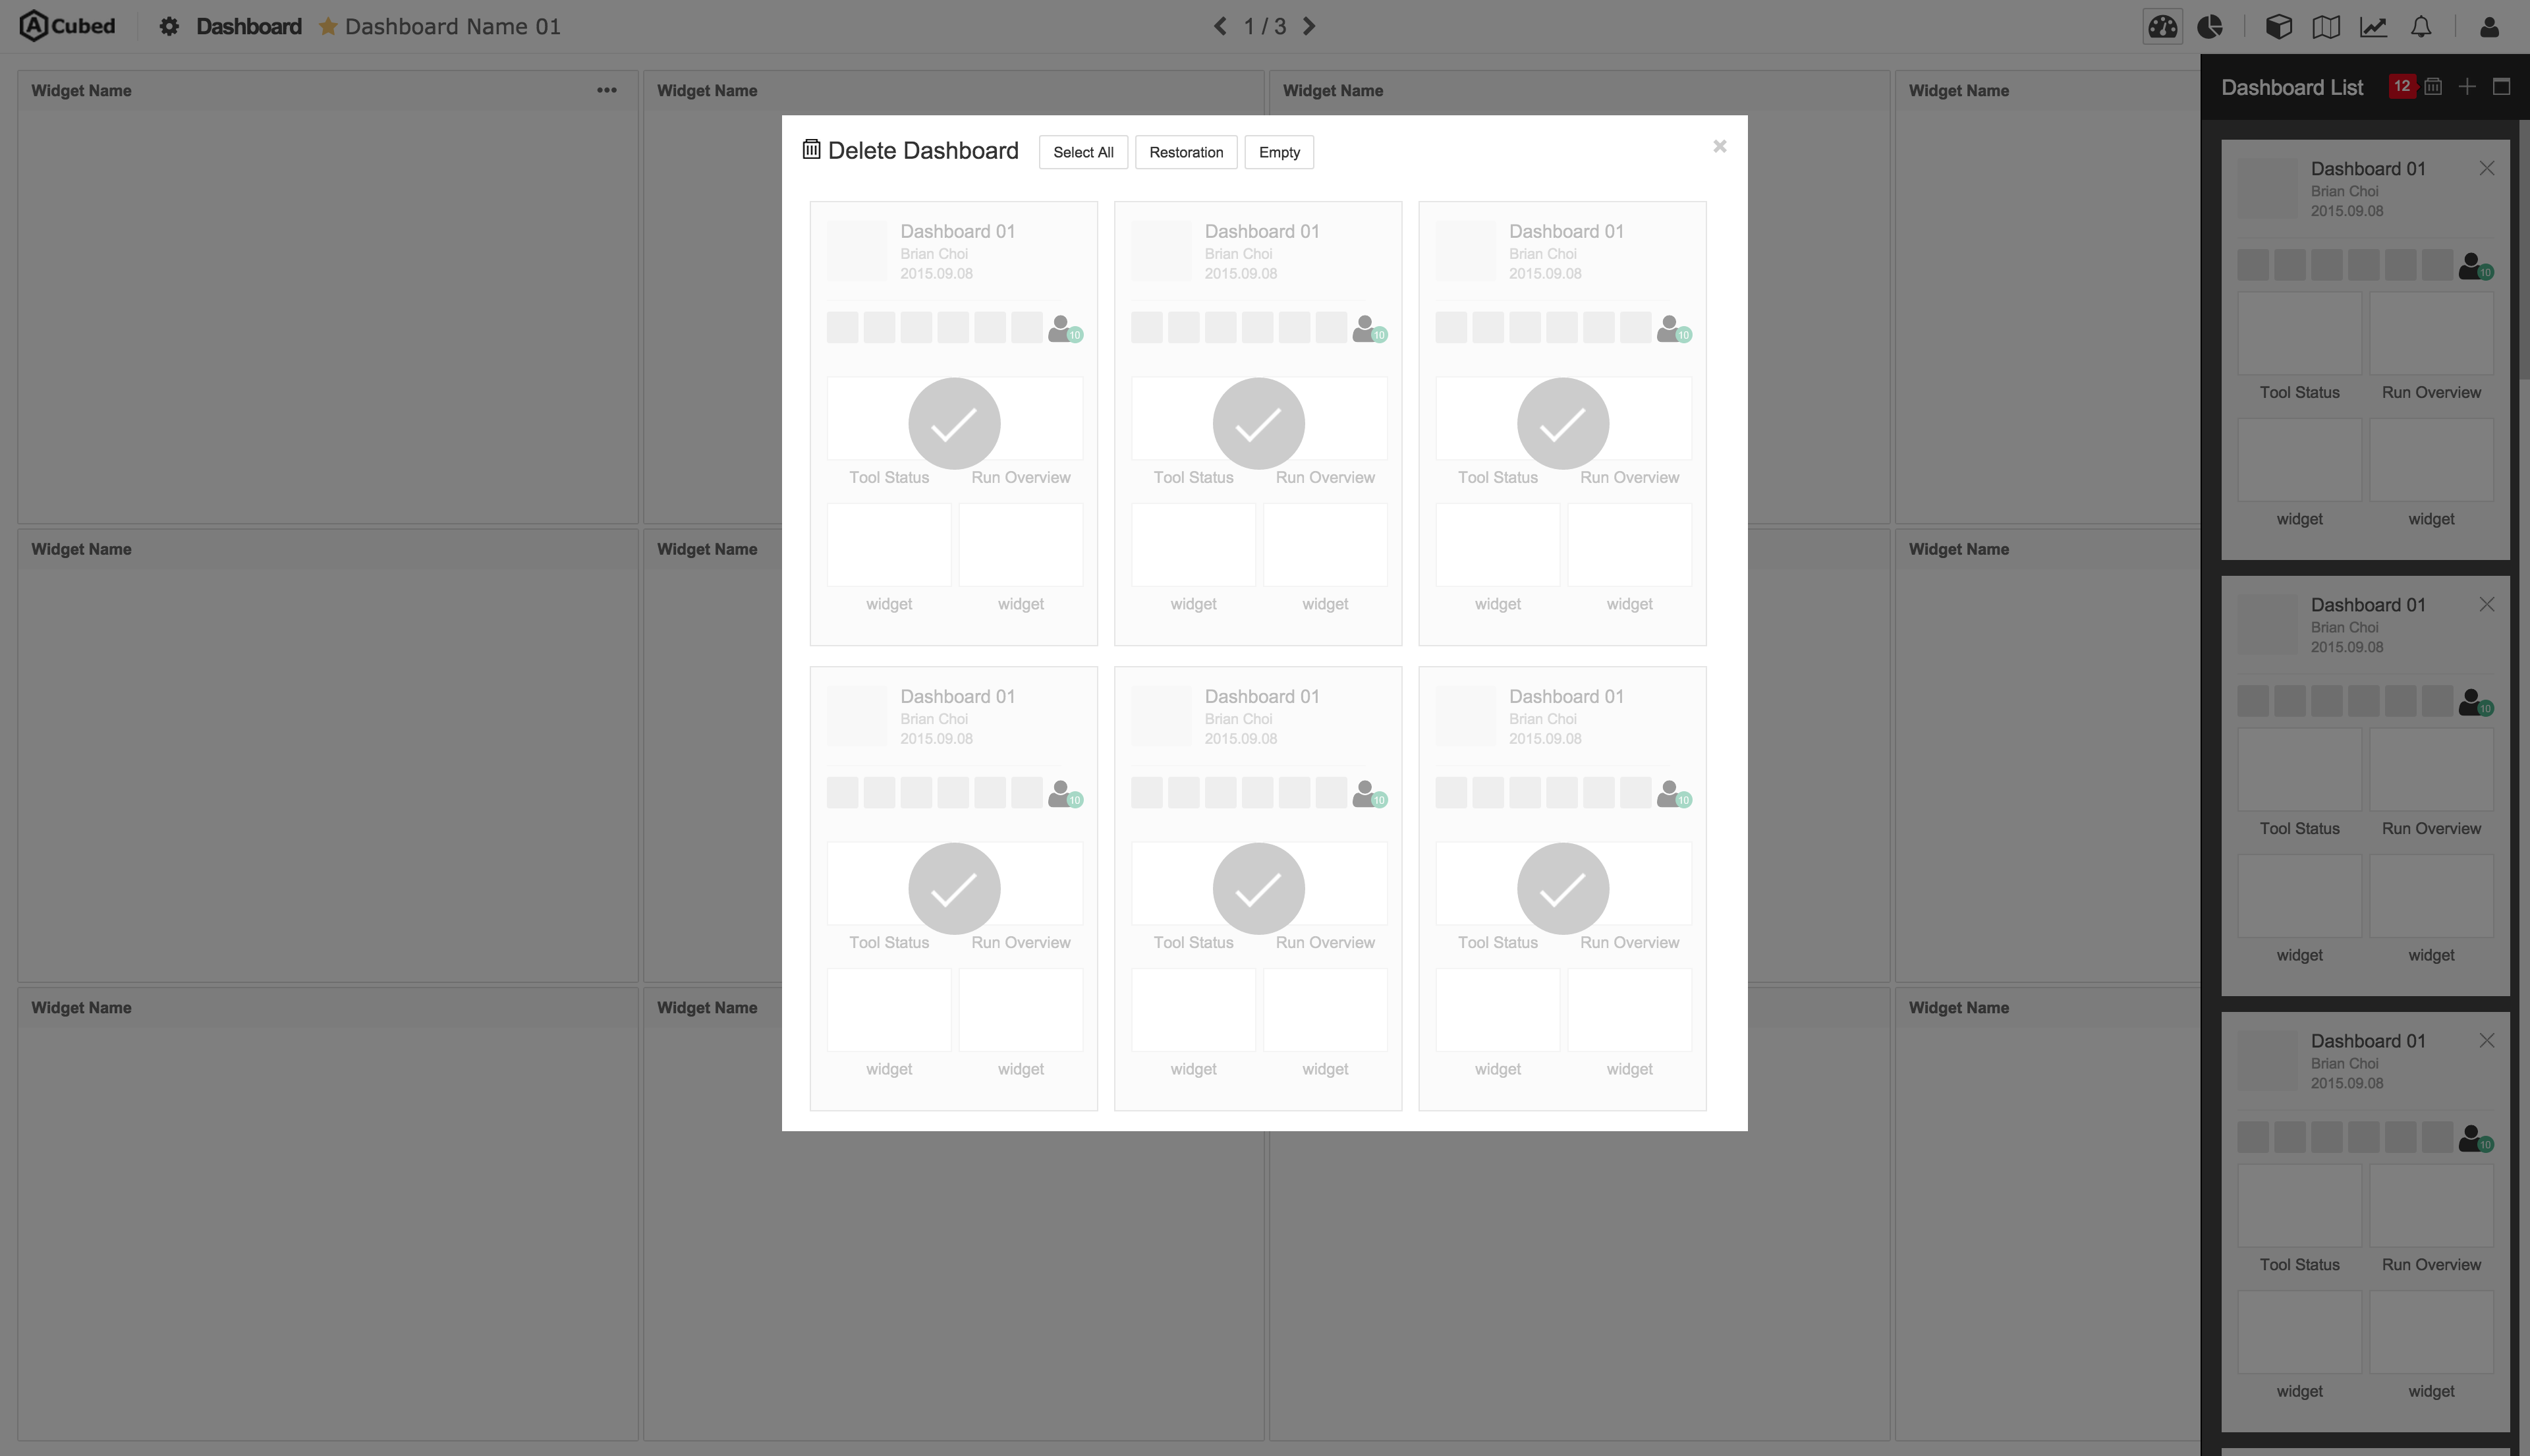 A Cubed
Dashboard
Dashboard Name 01
1 / 3
Widget Name
Widget Name
Widget Name
Widget Name
Widget Name
Widget Name
Widget Name
Widget Name
Widget Name
Widget Name
Delete Dashboard
Select All
Restoration
Empty
Dashboard 01
Brian Choi
2015.09.08
10
Tool Status
Run Overview
widget
widget
Dashboard 01
Brian Choi
2015.09.08
10
Tool Status
Run Overview
widget
widget
Dashboard 01
Brian Choi
2015.09.08
10
Tool Status
Run Overview
widget
widget
Dashboard 01
Brian Choi
2015.09.08
10
Tool Status
Run Overview
widget
widget
Dashboard 01
Brian Choi
2015.09.08
10
Tool Status
Run Overview
widget
widget
Dashboard 01
Brian Choi
2015.09.08
10
Tool Status
Run Overview
widget
widget
Dashboard List
12
Dashboard 01
Brian Choi
2015.09.08
10
Tool Status
Run Overview
widget
widget
Dashboard 01
Brian Choi
2015.09.08
10
Tool Status
Run Overview
widget
widget
Dashboard 01
Brian Choi
2015.09.08
10
Tool Status
Run Overview
widget
widget